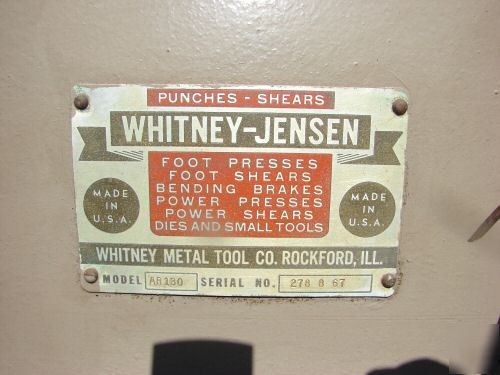 PUNCHES - SHEARS
WHITNEY-JENSEN
FOOT PRESSES
FOOT SHEARS
BENDING BRAKES
POWER PRESSES
POWER SHEARS
DIES AND SMALL TOOLS
MADE
IN
U.S.A.
MADE
IN
U.S.A.
WHITNEY METAL TOOL CO. ROCKFORD, ILL.
MODEL AR130 SERIAL NO. 278 8 67